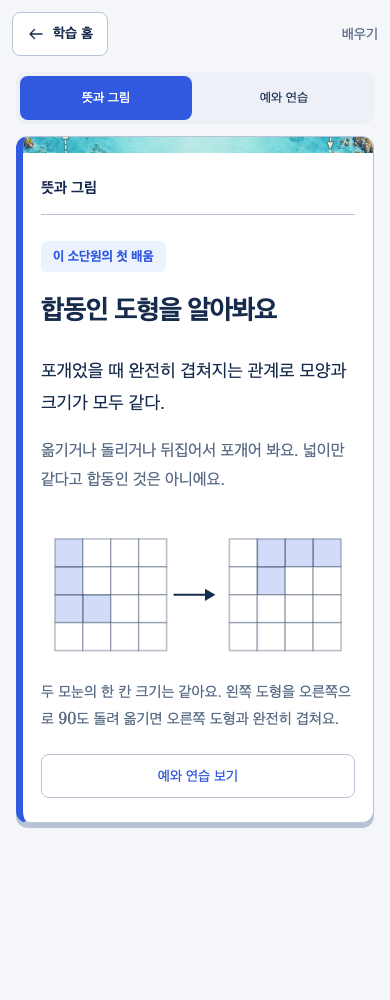 학습 홈
배우기
뜻과 그림
예와 연습
뜻과 그림
이 소단원의 첫 배움
합동인 도형을 알아봐요
포개었을 때 완전히 겹쳐지는 관계로 모양과
크기가 모두 같다.
옮기거나 돌리거나 뒤집어서 포개어 봐요. 넓이만
같다고 합동인 것은 아니에요.
두 모눈의 한 칸 크기는 같아요. 왼쪽 도형을 오른쪽으
로 90도 돌려 옮기면 오른쪽 도형과 완전히 겹쳐요.
예와 연습 보기